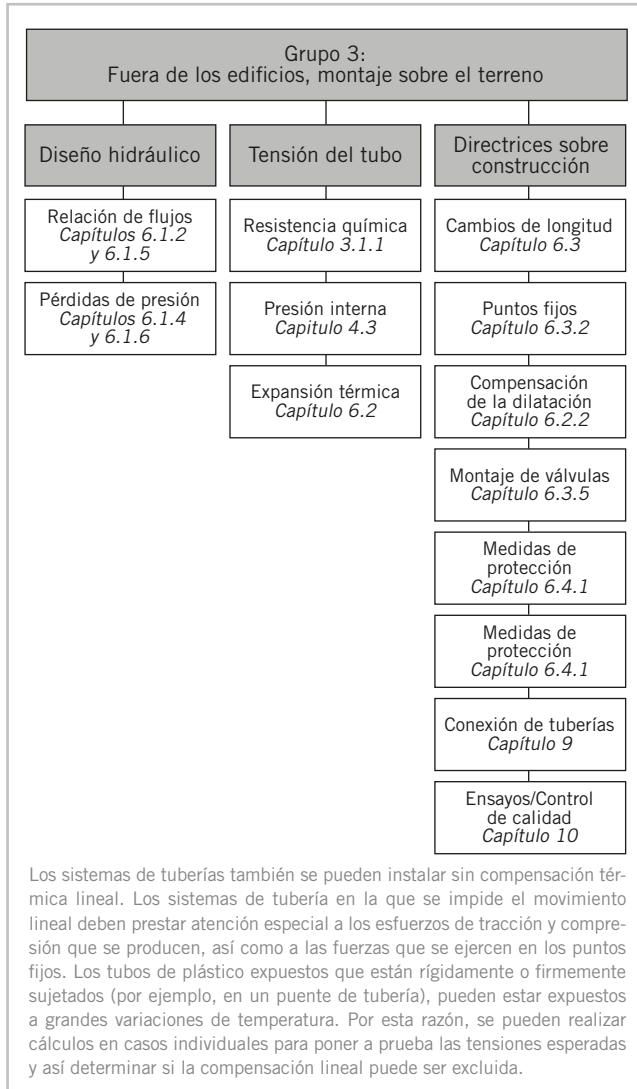 Grupo 3:
Fuera de los edificios, montaje sobre el terreno
Diseño hidráulico
Relación de flujos
Capítulos 6.1.2
y 6.1.5
Pérdidas de presión
Capítulos 6.1.4
y 6.1.6
Tensión del tubo
Resistencia química
Capítulo 3.1.1
Presión interna
Capitulo 4.3
Expansión térmica
Capítulo 6.2
Directrices sobre
construcción
Cambios de longitud
Capítulo 6.3
Puntos fijos
Capítulo 6.3.2
Compensación
de la dilatación
Capítulo 6.2.2
Montaje de válvulas
Capítulo 6.3.5
Medidas de
protección
Capítulo 6.4.1
Medidas de
protección
Capítulo 6.4.1
Conexión de tuberías
Capítulo 9
Ensayos/Control
de calidad
Capítulo 10
Los sistemas de tuberías también se pueden instalar sin compensación tér-
mica lineal. Los sistemas de tubería en la que se impide el movimiento
lineal deben prestar atención especial a los esfuerzos de tracción y compre-
sión que se producen, así como a las fuerzas que se ejercen en los puntos
fijos. Los tubos de plástico expuestos que están rígidamente o firmemente
sujetados (por ejemplo, en un puente de tubería), pueden estar expuestos
a grandes variaciones de temperatura. Por esta razón, se pueden realizar
cálculos en casos individuales para poner a prueba las tensiones esperadas
y así determinar si la compensación lineal puede ser excluida.